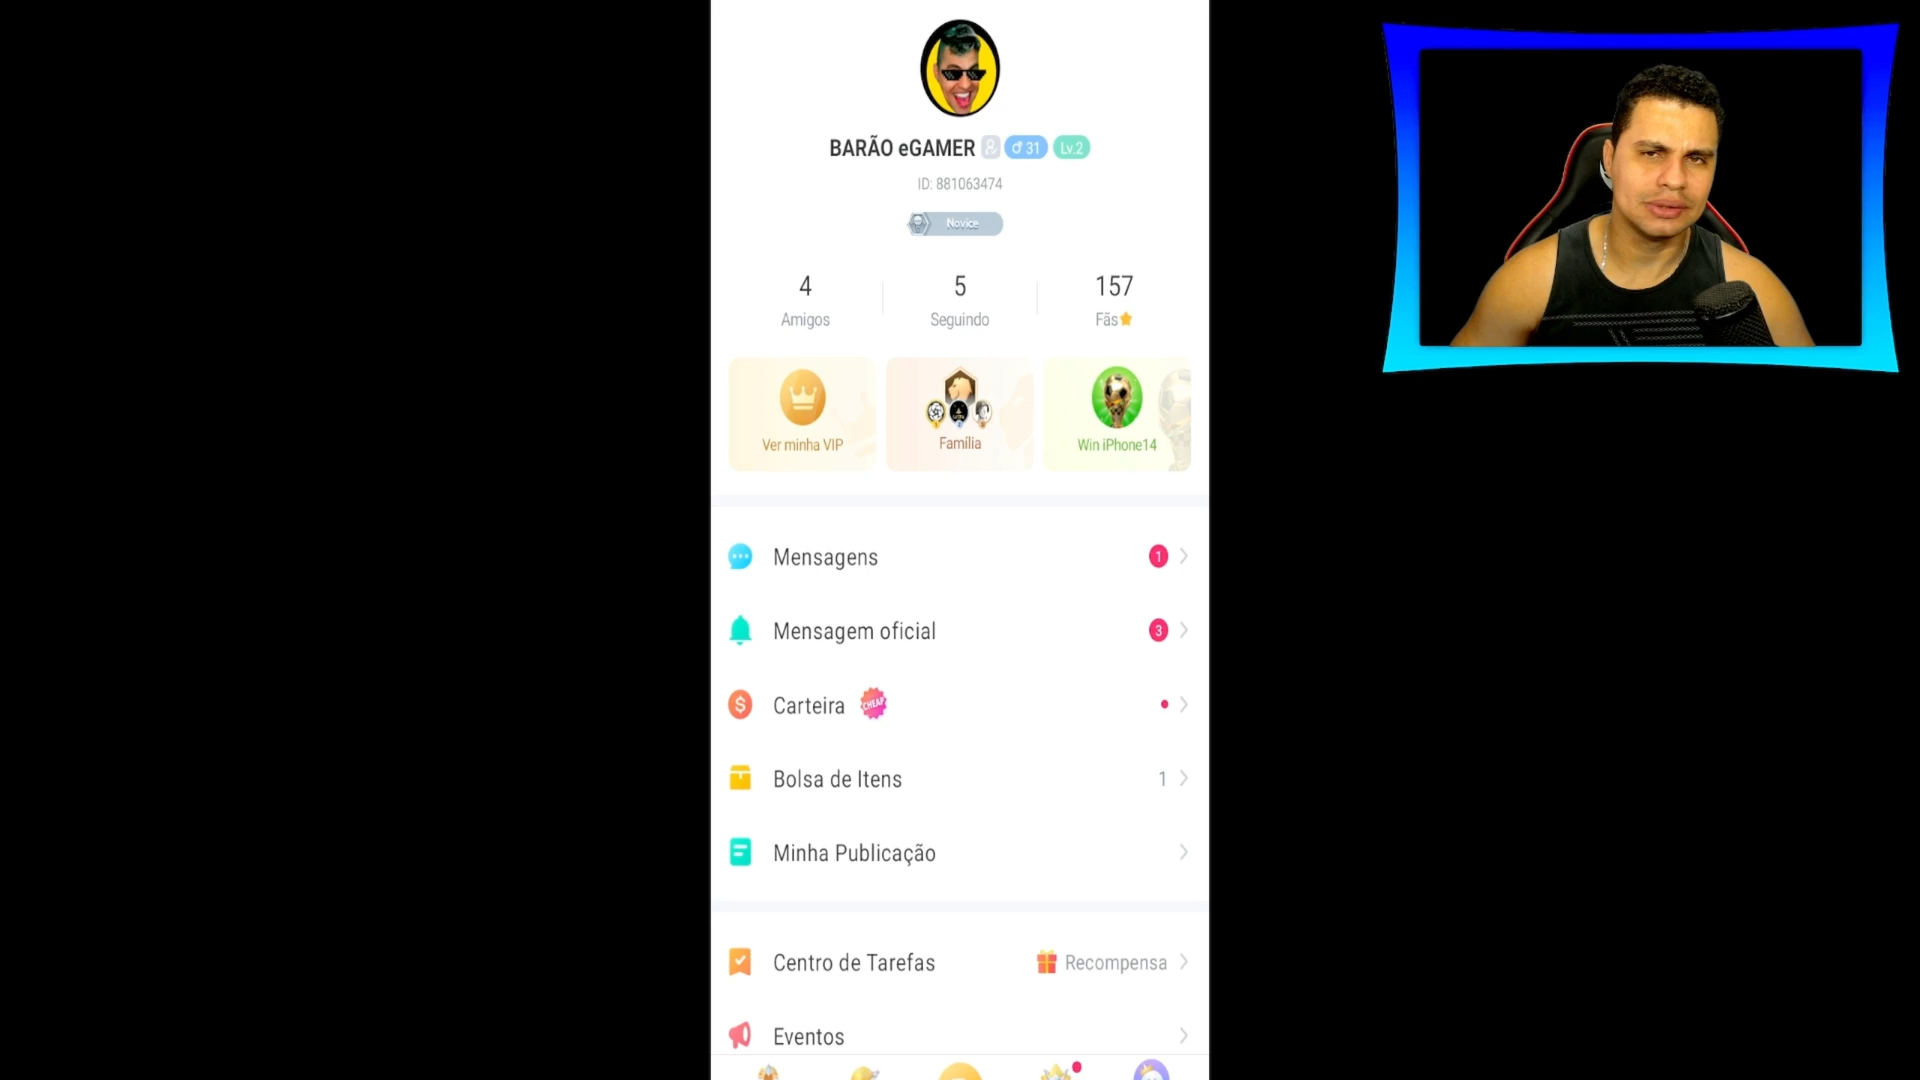 BARÃO eGAMER ♂ 31 Lv.2
ID: 881063474
Novice
4 5 157
Amigos Seguindo Fãs
Ver minha VIP Família Win iPhone14
Mensagens 1
Mensagem oficial 3
Carteira CHEAP
Bolsa de Itens 1
Minha Publicação
Centro de Tarefas Recompensa
Eventos